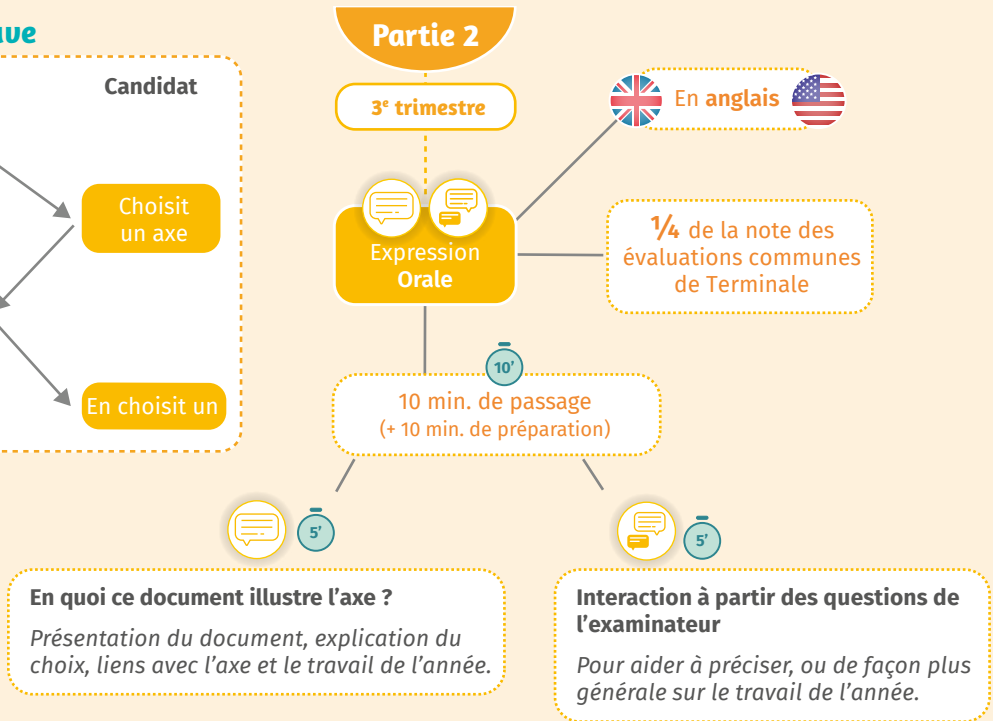 Candidat
Choisit
un axe
En choisit un
Partie 2
3e trimestre
En anglais
Expression
Orale
1/4 de la note des
évaluations communes
de Terminale
10’
10 min. de passage
(+ 10 min. de préparation)
5’
En quoi ce document illustre l’axe ?
Présentation du document, explication du
choix, liens avec l’axe et le travail de l’année.
5’
Interaction à partir des questions de
l’examinateur
Pour aider à préciser, ou de façon plus
générale sur le travail de l’année.